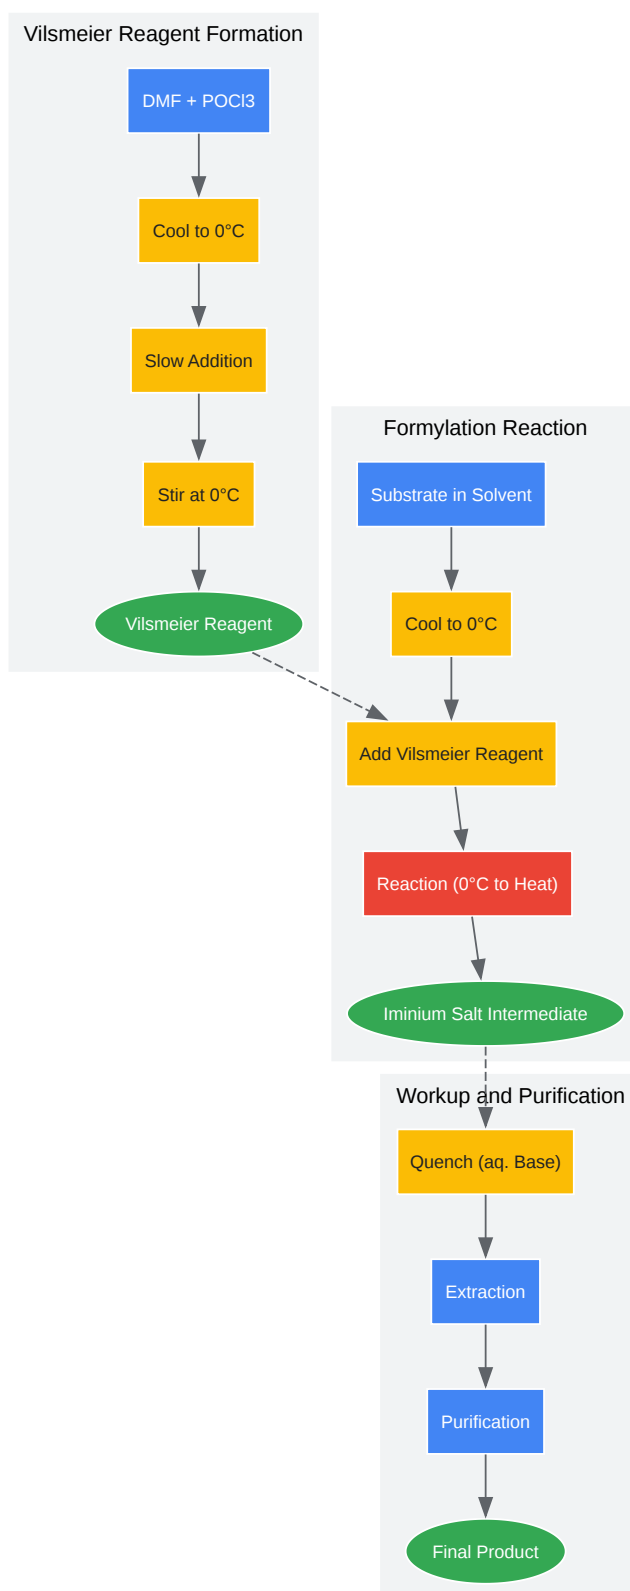 Vilsmeier Reagent Formation
DMF + POCl3
Cool to 0°C
Slow Addition
Stir at 0°C
Vilsmeier Reagent
Formylation Reaction
Substrate in Solvent
Cool to 0°C
Add Vilsmeier Reagent
Reaction (0°C to Heat)
Iminium Salt Intermediate
Workup and Purification
Quench (aq. Base)
Extraction
Purification
Final Product